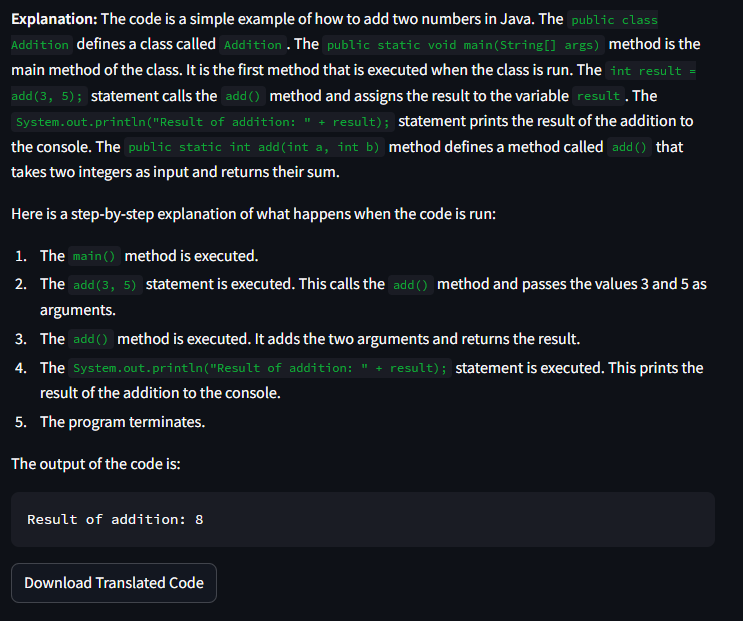 Explanation: The code is a simple example of how to add two numbers in Java. The public class
Addition defines a class called Addition . The public static void main(String[] args) method is the
main method of the class. It is the first method that is executed when the class is run. The int result =
add(3, 5); statement calls the add() method and assigns the result to the variable result . The
System.out.println("Result of addition: " + result); statement prints the result of the addition to
the console. The public static int add(int a, int b) method defines a method called add() that
takes two integers as input and returns their sum.
Here is a step-by-step explanation of what happens when the code is run:
1. The main() method is executed.
2. The add(3, 5) statement is executed. This calls the add() method and passes the values 3 and 5 as
arguments.
3. The add() method is executed. It adds the two arguments and returns the result.
4. The System.out.println("Result of addition: " + result); statement is executed. This prints the
result of the addition to the console.
5. The program terminates.
The output of the code is:
Result of addition: 8
Download Translated Code